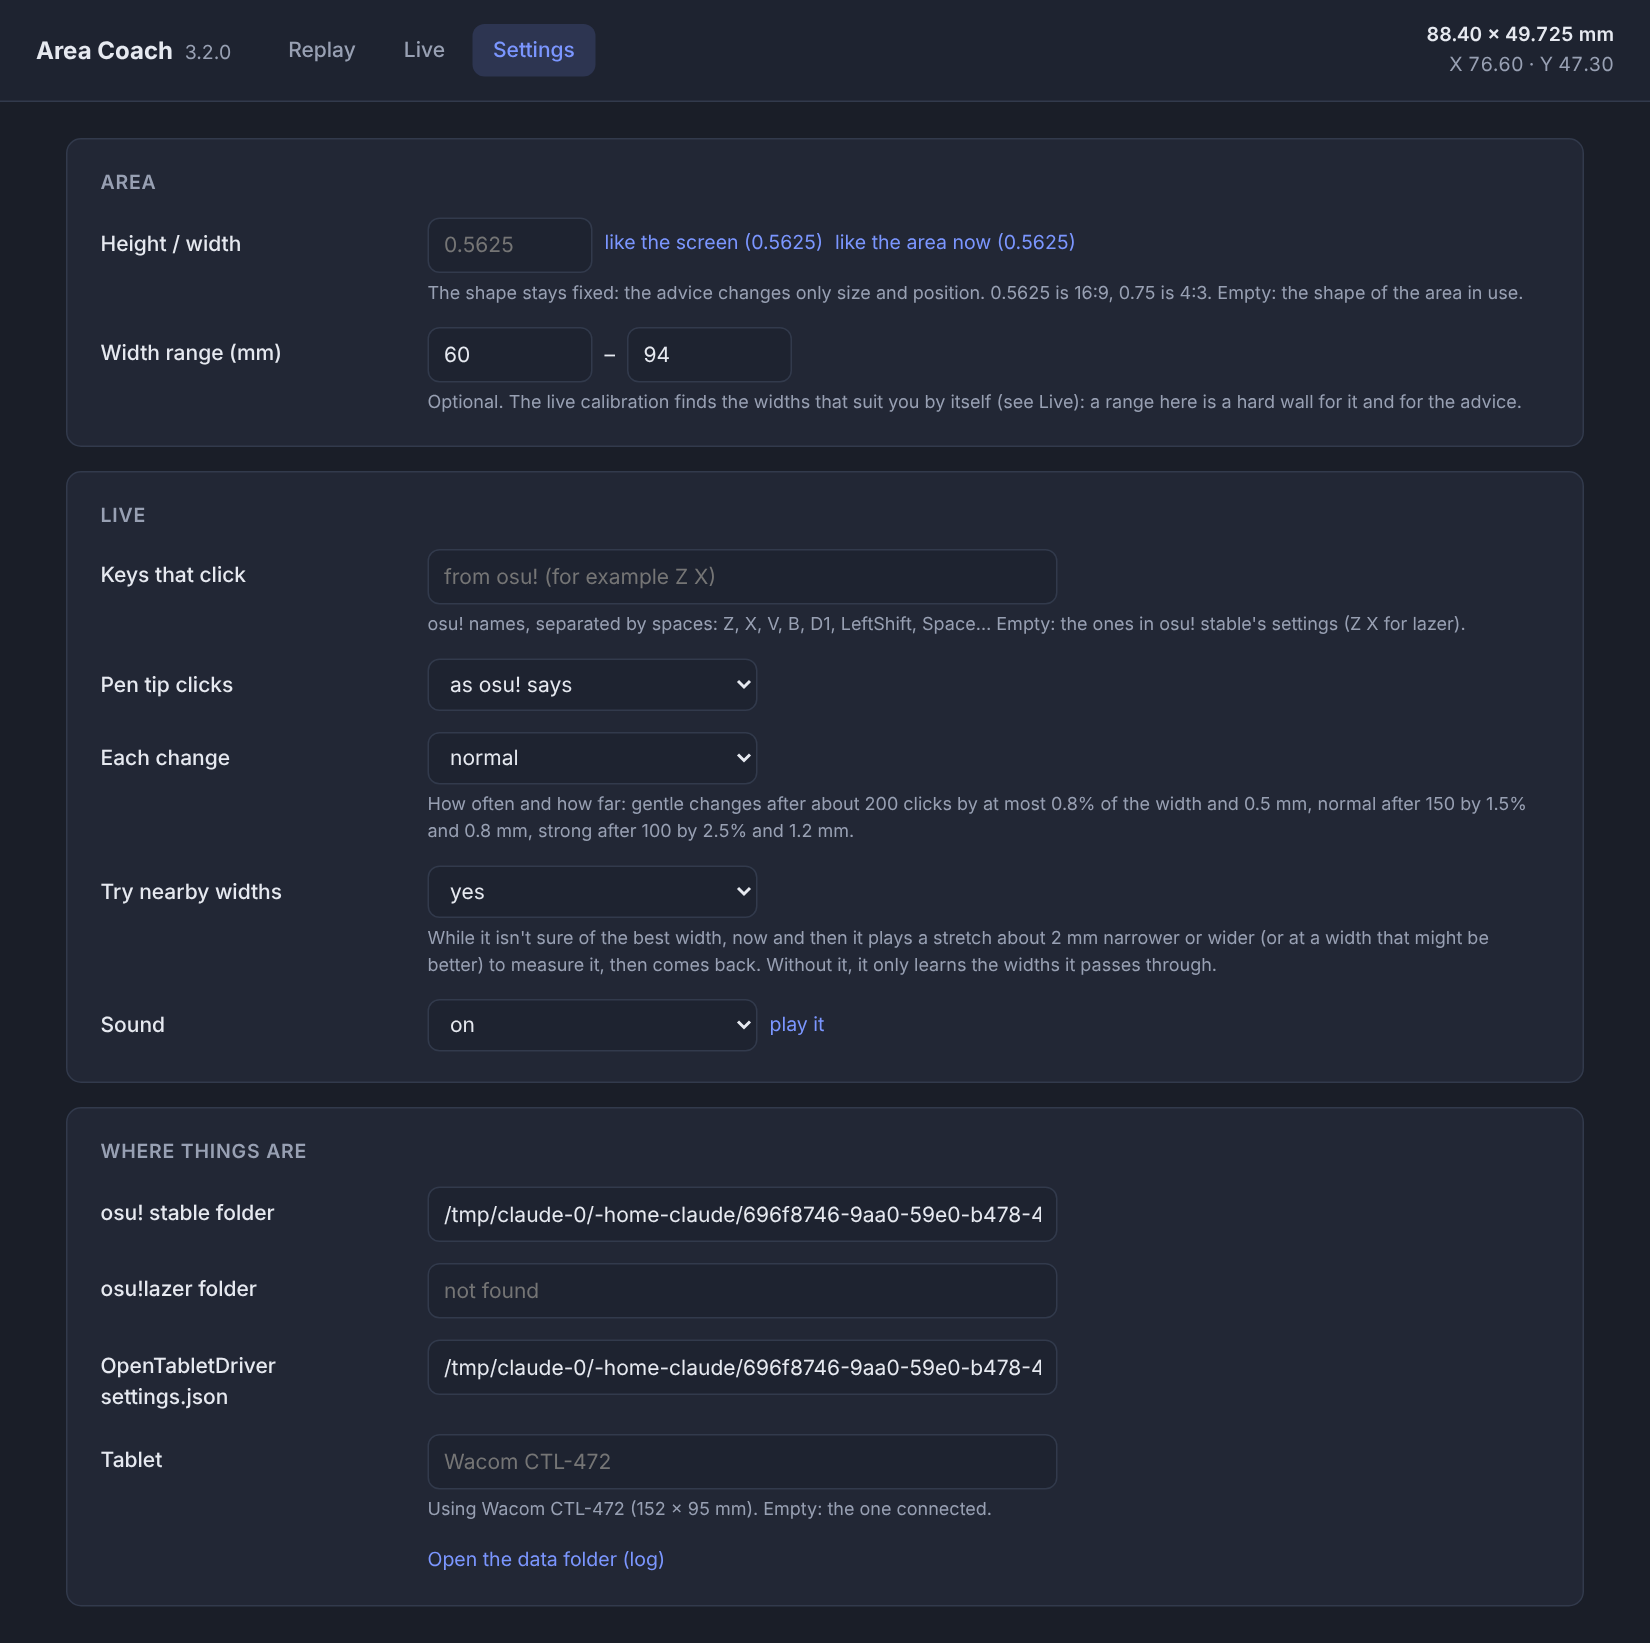 Area Coach 3.2.0
Replay
Live
Settings
88.40 × 49.725 mm
X 76.60 · Y 47.30
AREA
Height / width
0.5625
like the screen (0.5625)
like the area now (0.5625)
The shape stays fixed: the advice changes only size and position. 0.5625 is 16:9, 0.75 is 4:3. Empty: the shape of the area in use.
Width range (mm)
60 – 94
Optional. The live calibration finds the widths that suit you by itself (see Live): a range here is a hard wall for it and for the advice.
LIVE
Keys that click
from osu! (for example Z X)
osu! names, separated by spaces: Z, X, V, B, D1, LeftShift, Space... Empty: the ones in osu! stable's settings (Z X for lazer).
Pen tip clicks
as osu! says
Each change
normal
How often and how far: gentle changes after about 200 clicks by at most 0.8% of the width and 0.5 mm, normal after 150 by 1.5%
and 0.8 mm, strong after 100 by 2.5% and 1.2 mm.
Try nearby widths
yes
While it isn't sure of the best width, now and then it plays a stretch about 2 mm narrower or wider (or at a width that might be
better) to measure it, then comes back. Without it, it only learns the widths it passes through.
Sound
on
play it
WHERE THINGS ARE
osu! stable folder
/tmp/claude-0/-home-claude/696f8746-9aa0-59e0-b478-4
osu!lazer folder
not found
OpenTabletDriver
settings.json
/tmp/claude-0/-home-claude/696f8746-9aa0-59e0-b478-4
Tablet
Wacom CTL-472
Using Wacom CTL-472 (152 × 95 mm). Empty: the one connected.
Open the data folder (log)